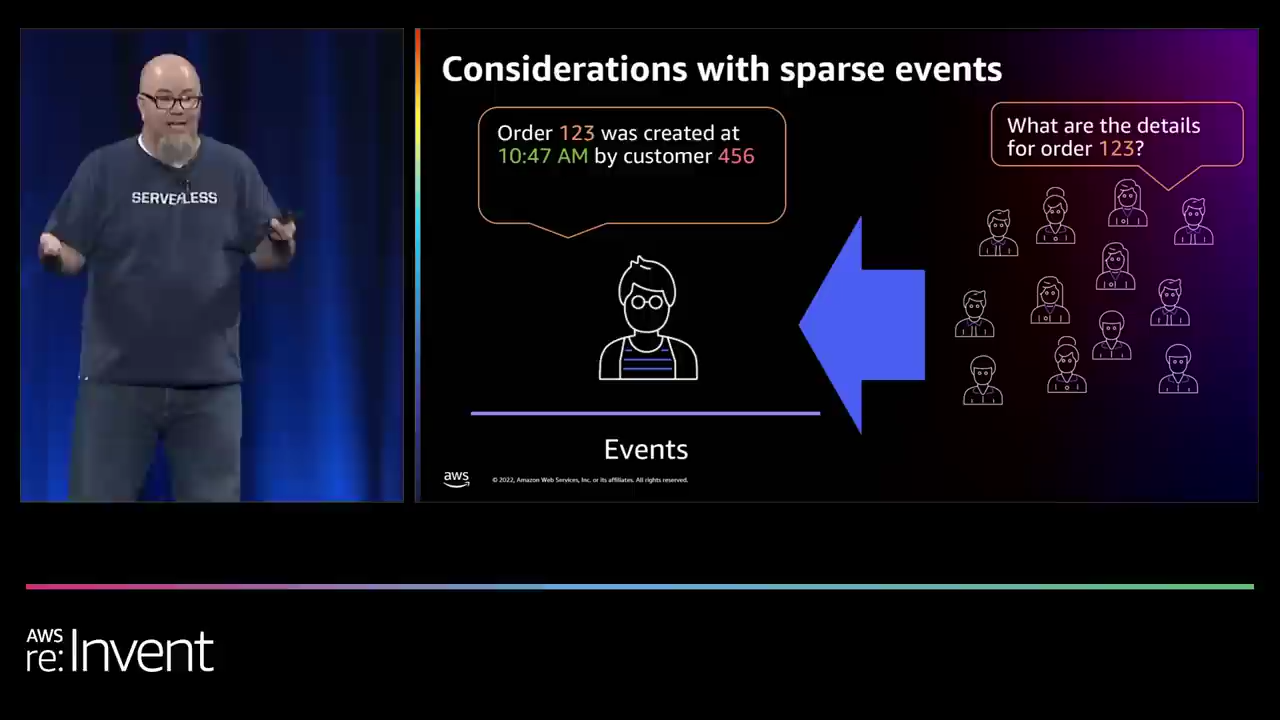 SERVERLESS
Considerations with sparse events
Order 123 was created at
10:47 AM by customer 456
What are the details
for order 123?
Events
aws
© 2022, Amazon Web Services, Inc. or its affiliates. All rights reserved.
AWS
re:Invent